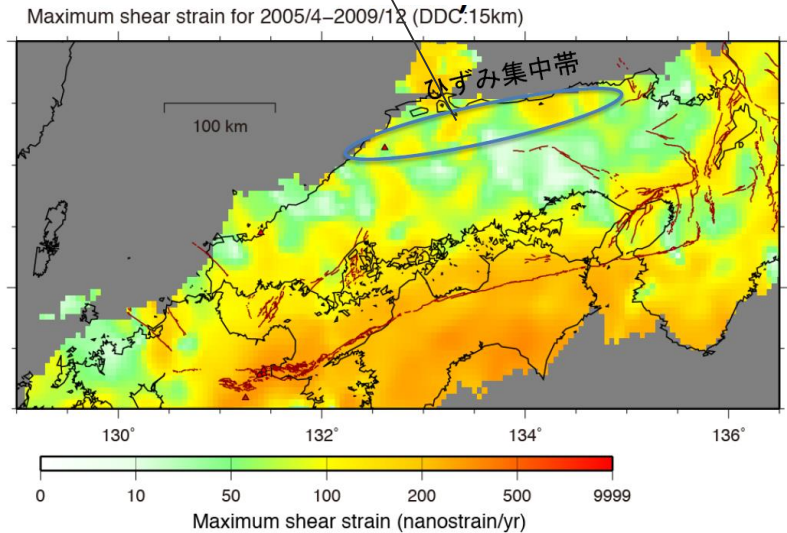 Maximum shear strain for 2005/4−2009/12 (DDC:15km)
ひずみ集中帯
100 km
130°
132°
134°
136°
0
10
50
100
200
500
9999
Maximum shear strain (nanostrain/yr)